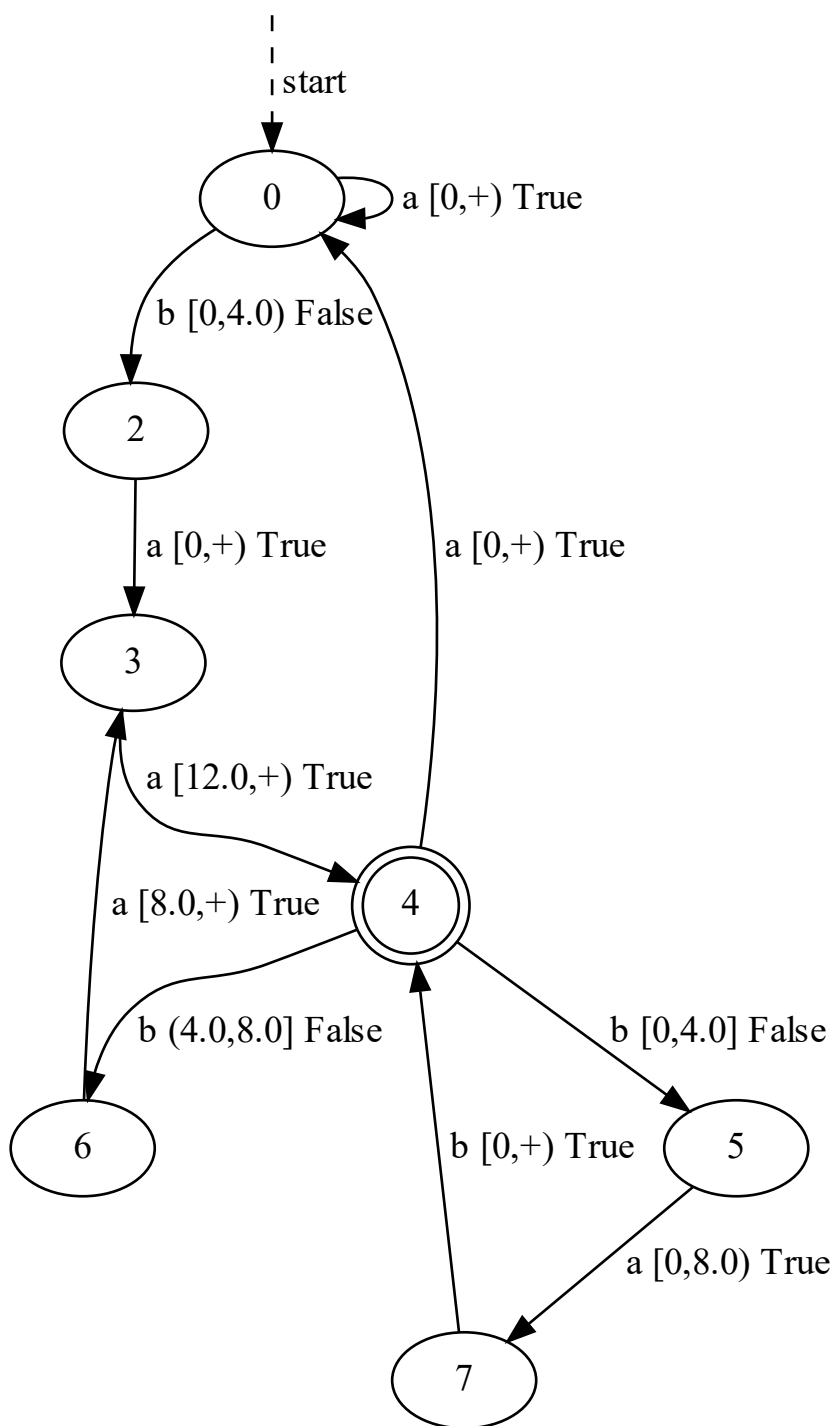 start
0
a [0,+) True
b [0,4.0) False
2
a [0,+) True
a [0,+) True
3
a [12.0,+) True
a [8.0,+) True
4
b (4.0,8.0] False
b [0,4.0] False
6
b [0,+) True
5
a [0,8.0) True
7